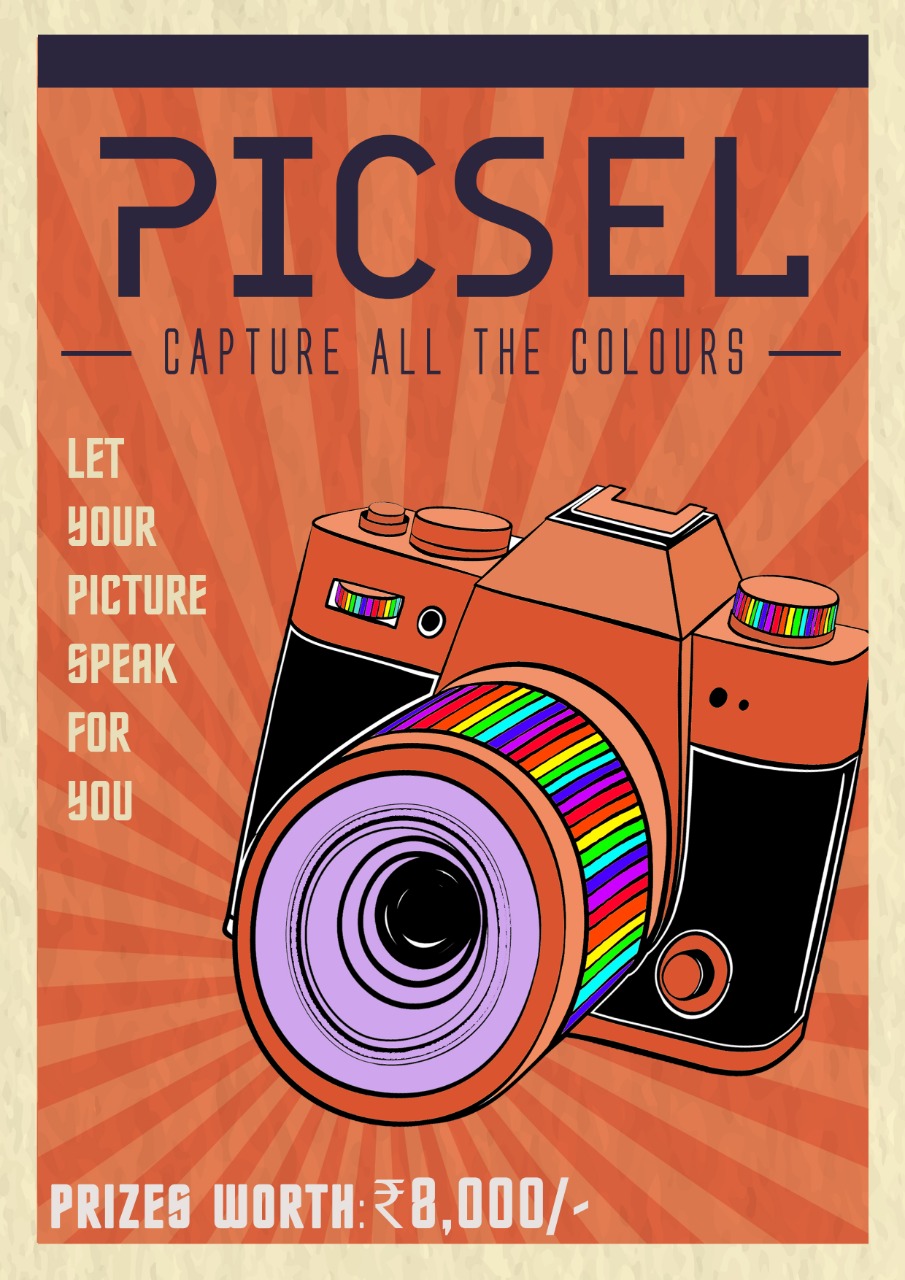 PICSEL
CAPTURE ALL THE COLOURS
LET
YOUR
PICTURE
SPEAK
FOR
YOU
PRIZES WORTH:₹8,000/-